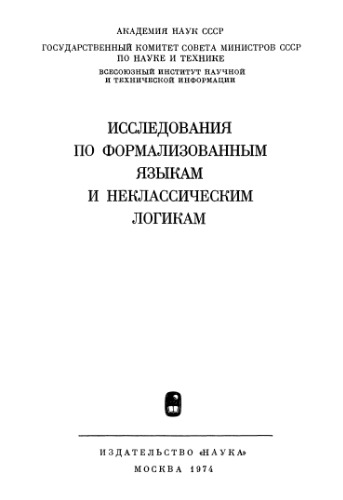 АКАДЕМИЯ НАУК СССР
ГОСУДАРСТВЕННЫЙ КОМИТЕТ СОВЕТА МИНИСТРОВ СССР
ПО НАУКЕ И ТЕХНИКЕ
ВСЕСОЮЗНЫЙ ИНСТИТУТ НАУЧНОЙ
И ТЕХНИЧЕСКОЙ ИНФОРМАЦИИ
ИССЛЕДОВАНИЯ
ПО ФОРМАЛИЗОВАННЫМ
ЯЗЫКАМ
И НЕКЛАССИЧЕСКИМ
ЛОГИКАМ
ИЗДАТЕЛЬСТВО «НАУКА»
МОСКВА 1974